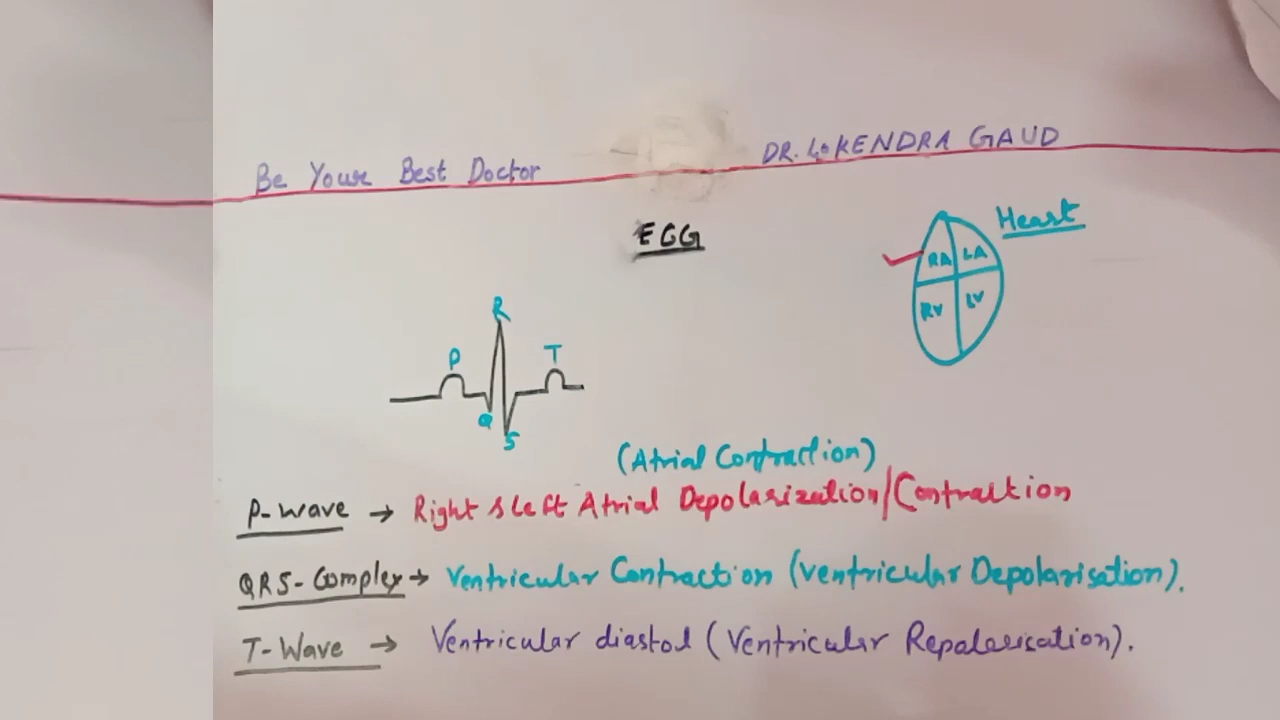 Be Your Best Doctor
DR. LOKENDRA GAUD
ECG
Heart
RA LA
RV LV
R
P
T
Q
S
(Atrial Contraction)
P-Wave → Right & Left Atrial Depolarization/Contraction
QRS-Complex → Ventricular Contraction (Ventricular Depolarisation).
T-Wave → Ventricular diastol (Ventricular Repolarisation).